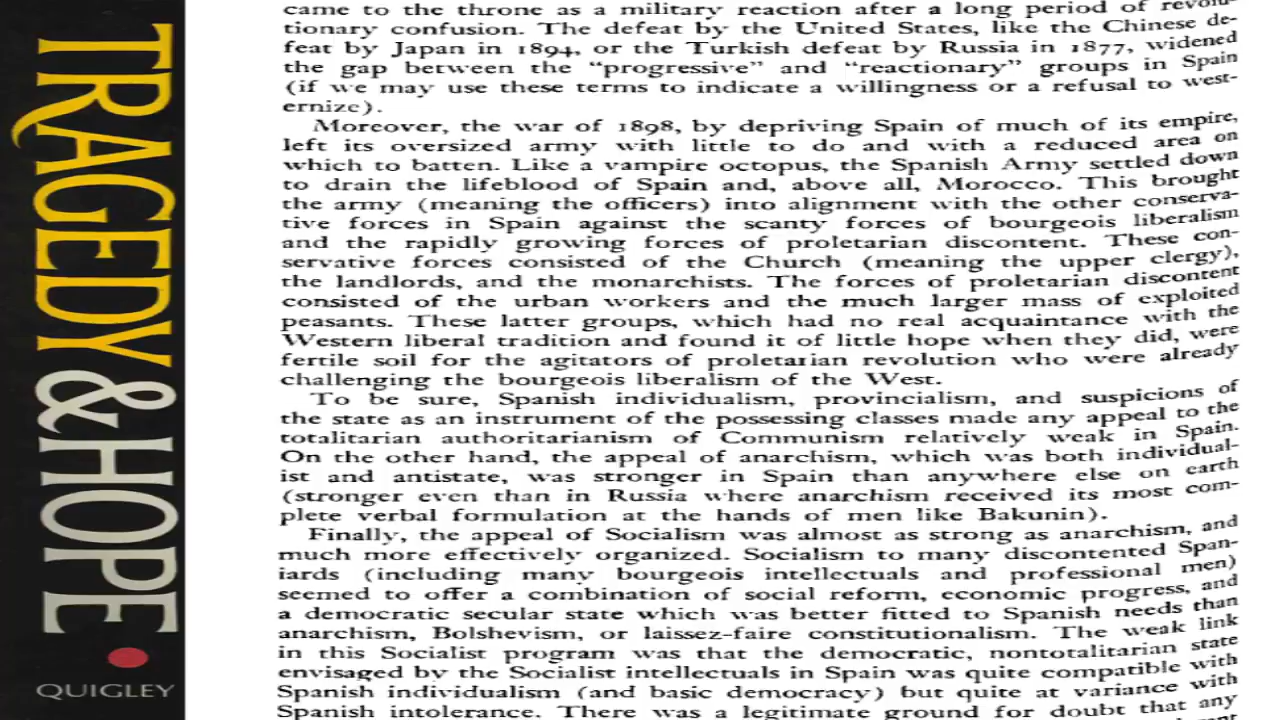 TRAGEDY & HOPE
QUIGLEY
came to the throne as a military reaction after a long period of revolu-
tionary confusion. The defeat by the United States, like the Chinese de-
feat by Japan in 1894, or the Turkish defeat by Russia in 1877, widened
the gap between the “progressive” and “reactionary” groups in Spain
(if we may use these terms to indicate a willingness or a refusal to west-
ernize).
Moreover, the war of 1898, by depriving Spain of much of its empire,
left its oversized army with little to do and with a reduced area on
which to batten. Like a vampire octopus, the Spanish Army settled down
to drain the lifeblood of Spain and, above all, Morocco. This brought
the army (meaning the officers) into alignment with the other conserva-
tive forces in Spain against the scanty forces of bourgeois liberalism
and the rapidly growing forces of proletarian discontent. These con-
servative forces consisted of the Church (meaning the upper clergy),
the landlords, and the monarchists. The forces of proletarian discontent
consisted of the urban workers and the much larger mass of exploited
peasants. These latter groups, which had no real acquaintance with the
Western liberal tradition and found it of little hope when they did, were
fertile soil for the agitators of proletarian revolution who were already
challenging the bourgeois liberalism of the West.
To be sure, Spanish individualism, provincialism, and suspicions of
the state as an instrument of the possessing classes made any appeal to the
totalitarian authoritarianism of Communism relatively weak in Spain.
On the other hand, the appeal of anarchism, which was both individual-
ist and antistate, was stronger in Spain than anywhere else on earth
(stronger even than in Russia where anarchism received its most com-
plete verbal formulation at the hands of men like Bakunin).
Finally, the appeal of Socialism was almost as strong as anarchism, and
much more effectively organized. Socialism to many discontented Span-
iards (including many bourgeois intellectuals and professional men)
seemed to offer a combination of social reform, economic progress, and
a democratic secular state which was better fitted to Spanish needs than
anarchism, Bolshevism, or laissez-faire constitutionalism. The weak link
in this Socialist program was that the democratic, nontotalitarian state
envisaged by the Socialist intellectuals in Spain was quite compatible with
Spanish individualism (and basic democracy) but quite at variance with
Spanish intolerance. There was a legitimate ground for doubt that any